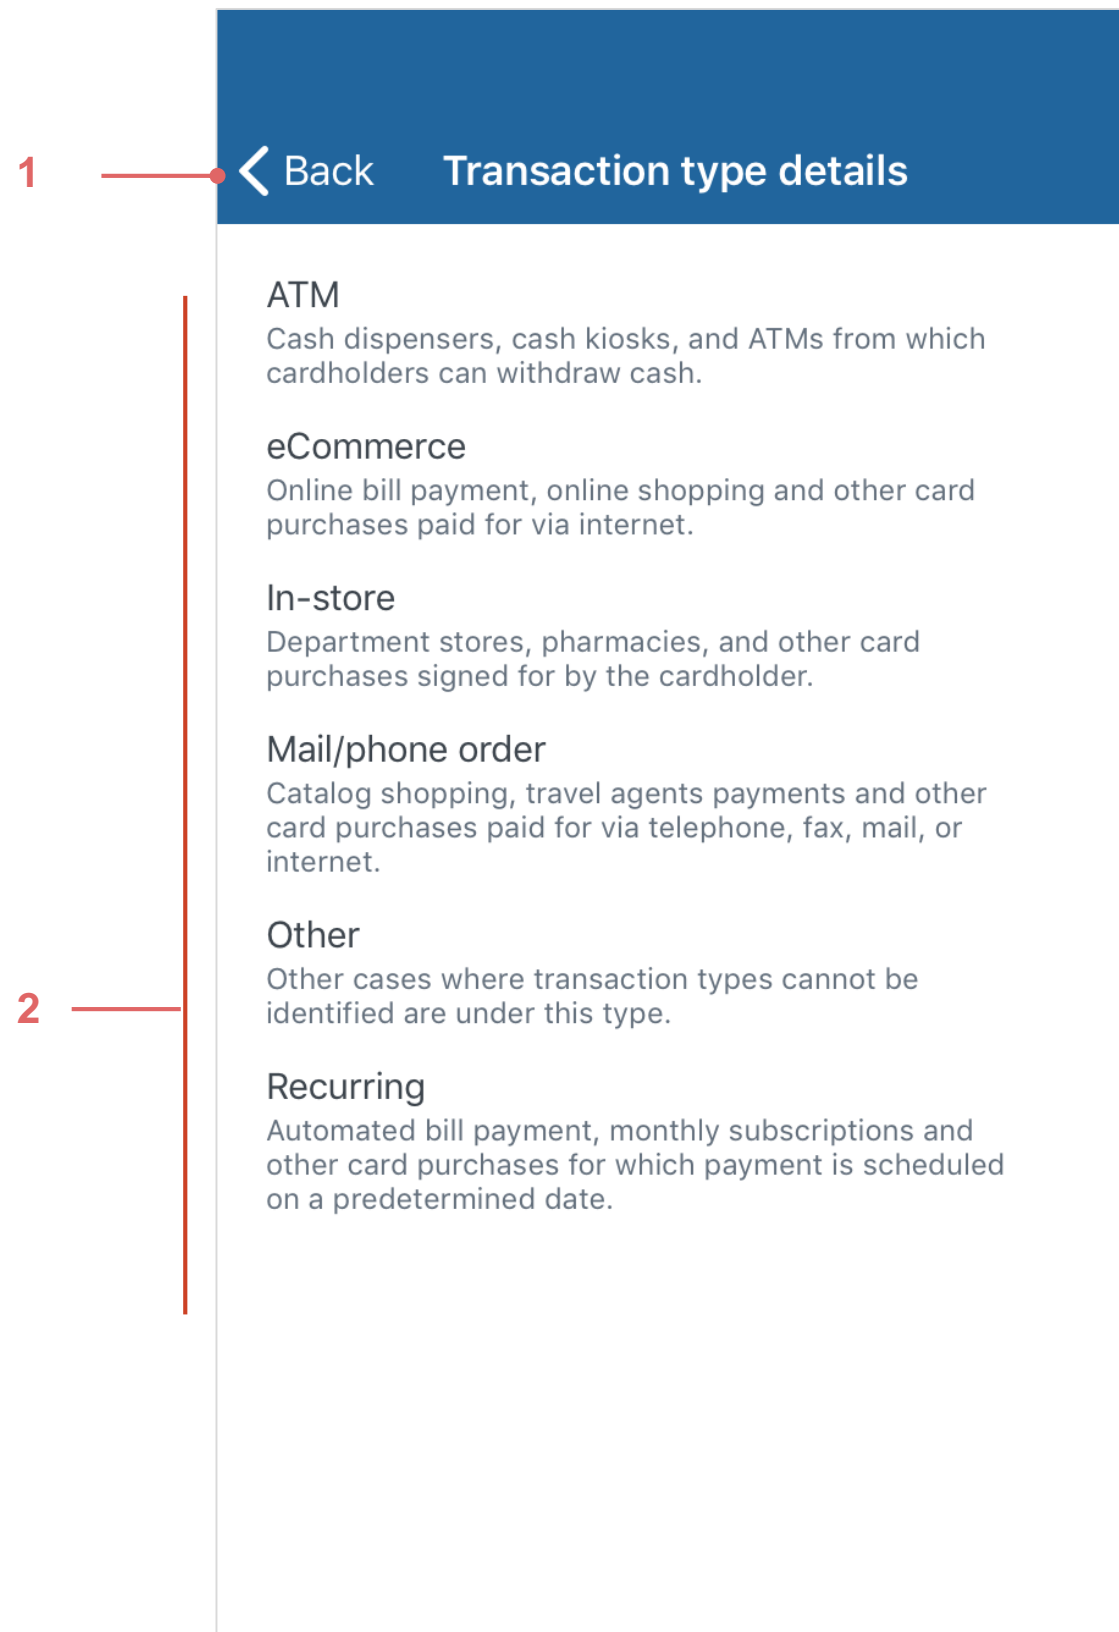 1
Back
Transaction type details
ATM
Cash dispensers, cash kiosks, and ATMs from which
cardholders can withdraw cash.
eCommerce
Online bill payment, online shopping and other card
purchases paid for via internet.
In-store
Department stores, pharmacies, and other card
purchases signed for by the cardholder.
Mail/phone order
Catalog shopping, travel agents payments and other
card purchases paid for via telephone, fax, mail, or
internet.
Other
Other cases where transaction types cannot be
identified are under this type.
2
Recurring
Automated bill payment, monthly subscriptions and
other card purchases for which payment is scheduled
on a predetermined date.